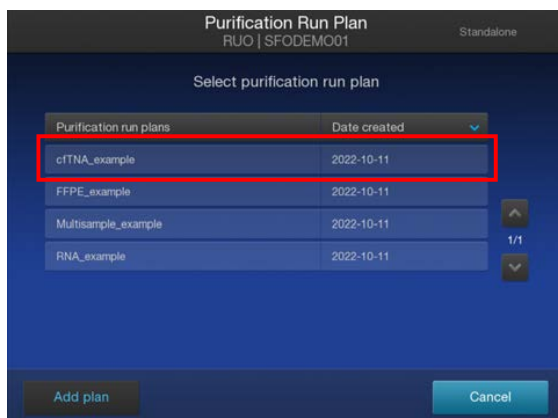 Purification Run Plan
RUO | SFODEMO01
Standalone
Select purification run plan
Purification run plans Date created
cfTNA_example 2022-10-11
FFPE_example 2022-10-11
Multisample_example 2022-10-11
RNA_example 2022-10-11
1/1
Add plan Cancel